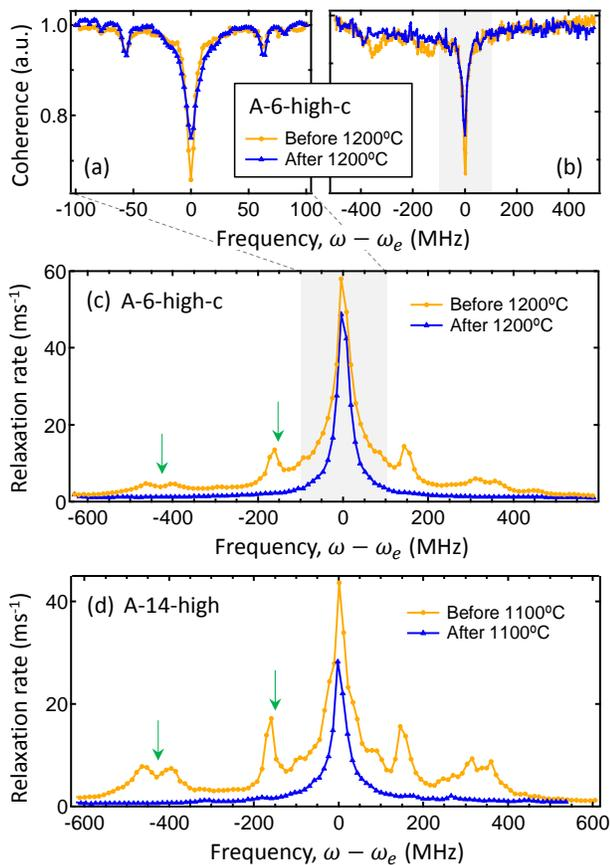 1.0
0.8
Coherence (a.u.)
A-6-high-c
Before 1200ºC
After 1200ºC
(a)
(b)
-100 -50 0 50 100
-400 -200 0 200 400
Frequency, ω − ωₑ (MHz)
60
40
20
0
Relaxation rate (ms⁻¹)
(c) A-6-high-c
Before 1200ºC
After 1200ºC
-600 -400 -200 0 200 400
Frequency, ω − ωₑ (MHz)
40
20
0
Relaxation rate (ms⁻¹)
(d) A-14-high
Before 1100ºC
After 1100ºC
-600 -400 -200 0 200 400 600
Frequency, ω − ωₑ (MHz)